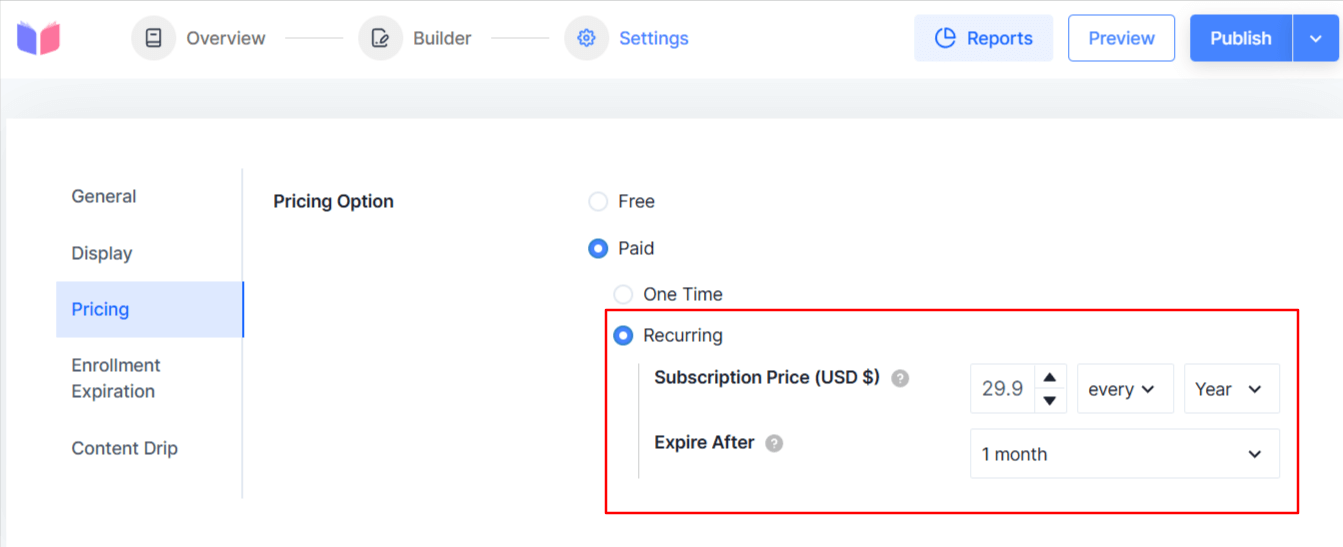 Overview
Builder
Settings
Reports
Preview
Publish
General
Display
Pricing
Enrollment
Expiration
Content Drip
Pricing Option
Free
Paid
One Time
Recurring
Subscription Price (USD $) ?
29.9
every
Year
Expire After ?
1 month